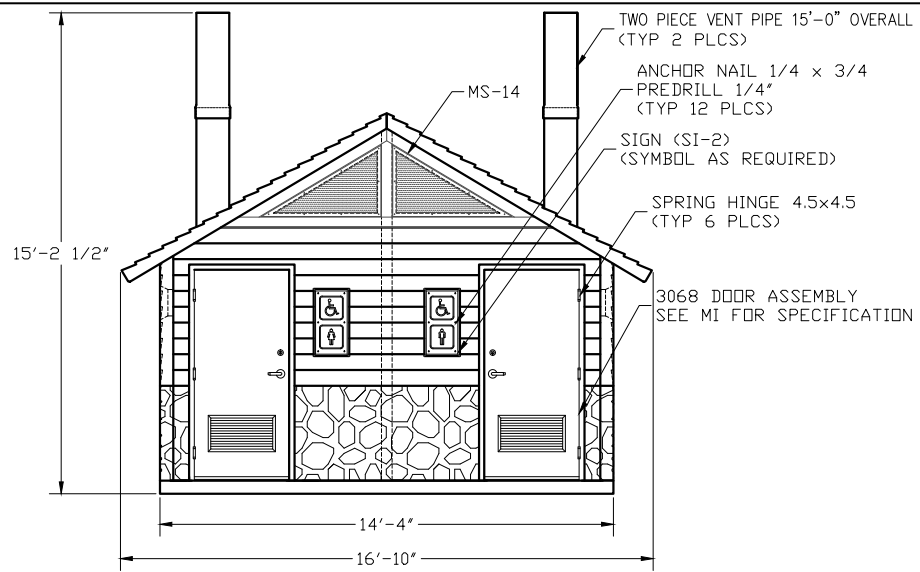 TWO PIECE VENT PIPE 15'-0" OVERALL
(TYP 2 PLCS)
ANCHOR NAIL 1/4 x 3/4
PREDRILL 1/4"
(TYP 12 PLCS)
MS-14
SIGN (SI-2)
(SYMBOL AS REQUIRED)
SPRING HINGE 4.5x4.5
(TYP 6 PLCS)
15'-2 1/2"
3068 DOOR ASSEMBLY
SEE MI FOR SPECIFICATION
14'-4"
16'-10"